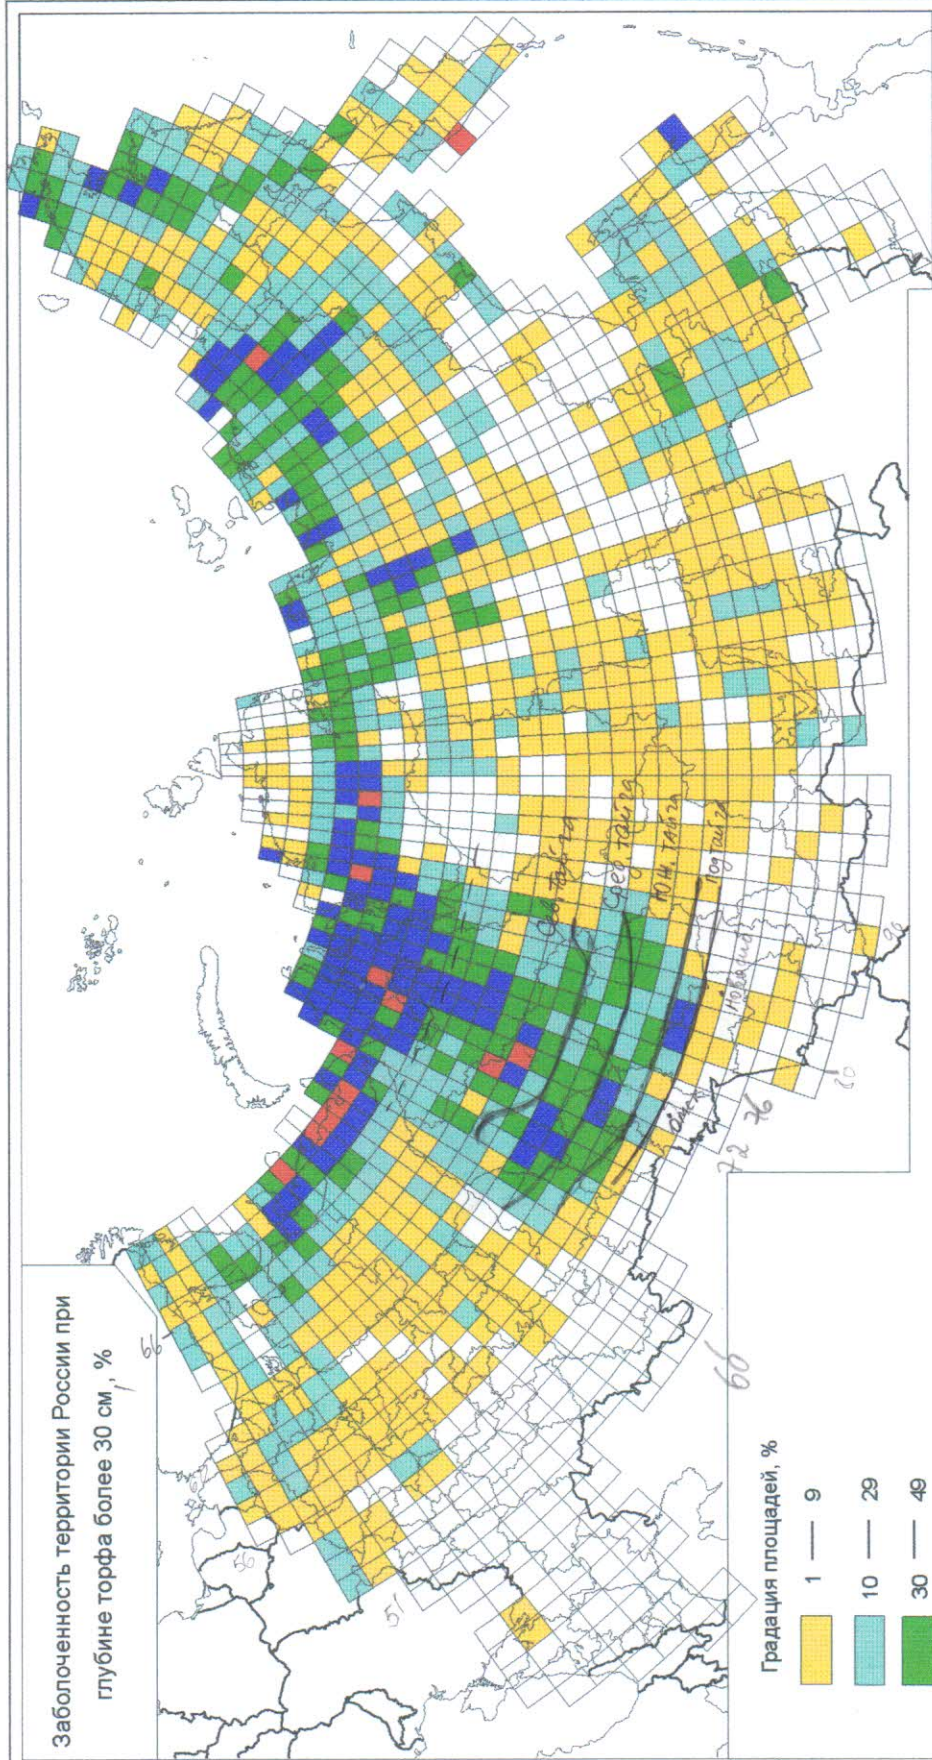 Заболоченность территории России при
глубине торфа более 30 см, %
66
56
51
Сев. тайга
Сред тайга
Юж. тайга
Подтайга
Новосиб
Омск
90
80
76
72
66
Градация площадей, %
1 — 9
10 — 29
30 — 49